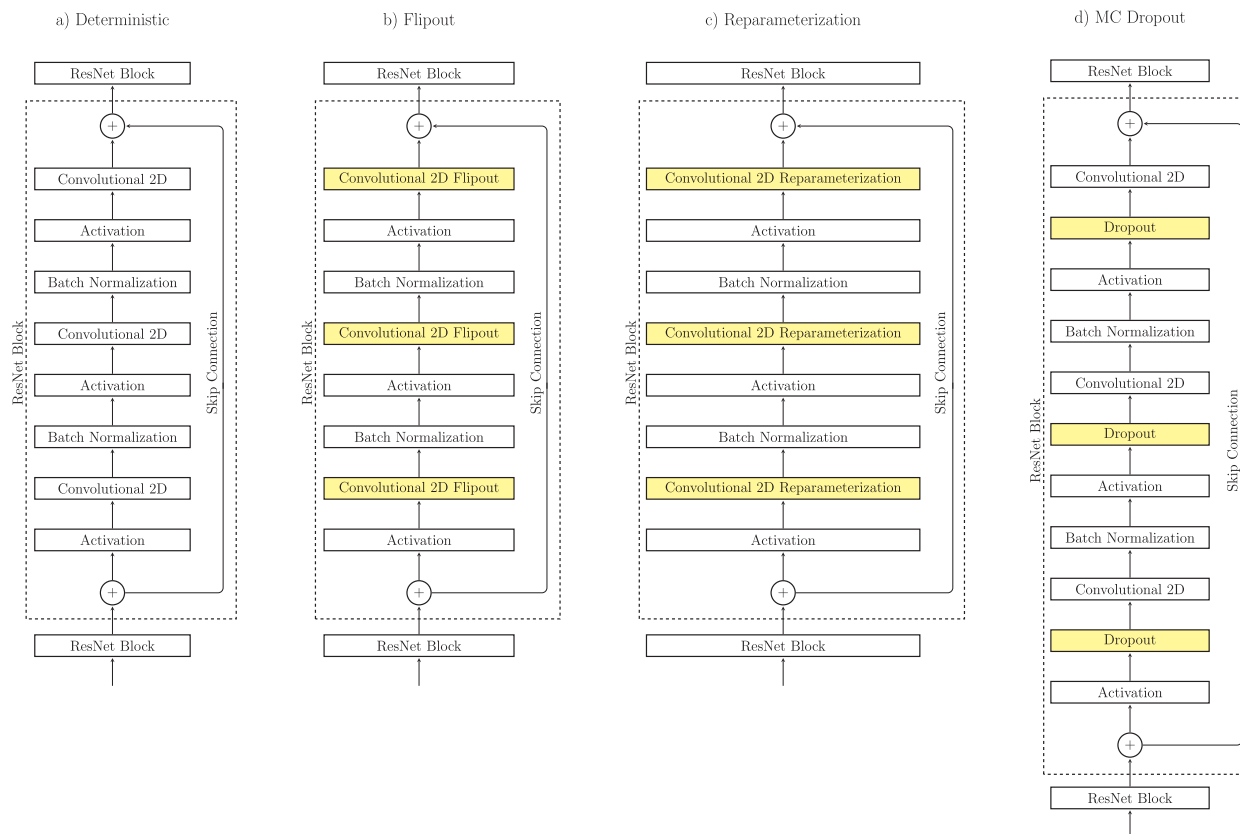 a) Deterministic
ResNet Block
Convolutional 2D
Activation
Batch Normalization
Convolutional 2D
Activation
Batch Normalization
Convolutional 2D
Activation
ResNet Block
ResNet Block
Skip Connection
b) Flipout
ResNet Block
Convolutional 2D Flipout
Activation
Batch Normalization
Convolutional 2D Flipout
Activation
Batch Normalization
Convolutional 2D Flipout
Activation
ResNet Block
ResNet Block
Skip Connection
c) Reparameterization
ResNet Block
Convolutional 2D Reparameterization
Activation
Batch Normalization
Convolutional 2D Reparameterization
Activation
Batch Normalization
Convolutional 2D Reparameterization
Activation
ResNet Block
ResNet Block
Skip Connection
d) MC Dropout
ResNet Block
Convolutional 2D
Dropout
Activation
Batch Normalization
Convolutional 2D
Dropout
Activation
Batch Normalization
Convolutional 2D
Dropout
Activation
ResNet Block
ResNet Block
Skip Connection